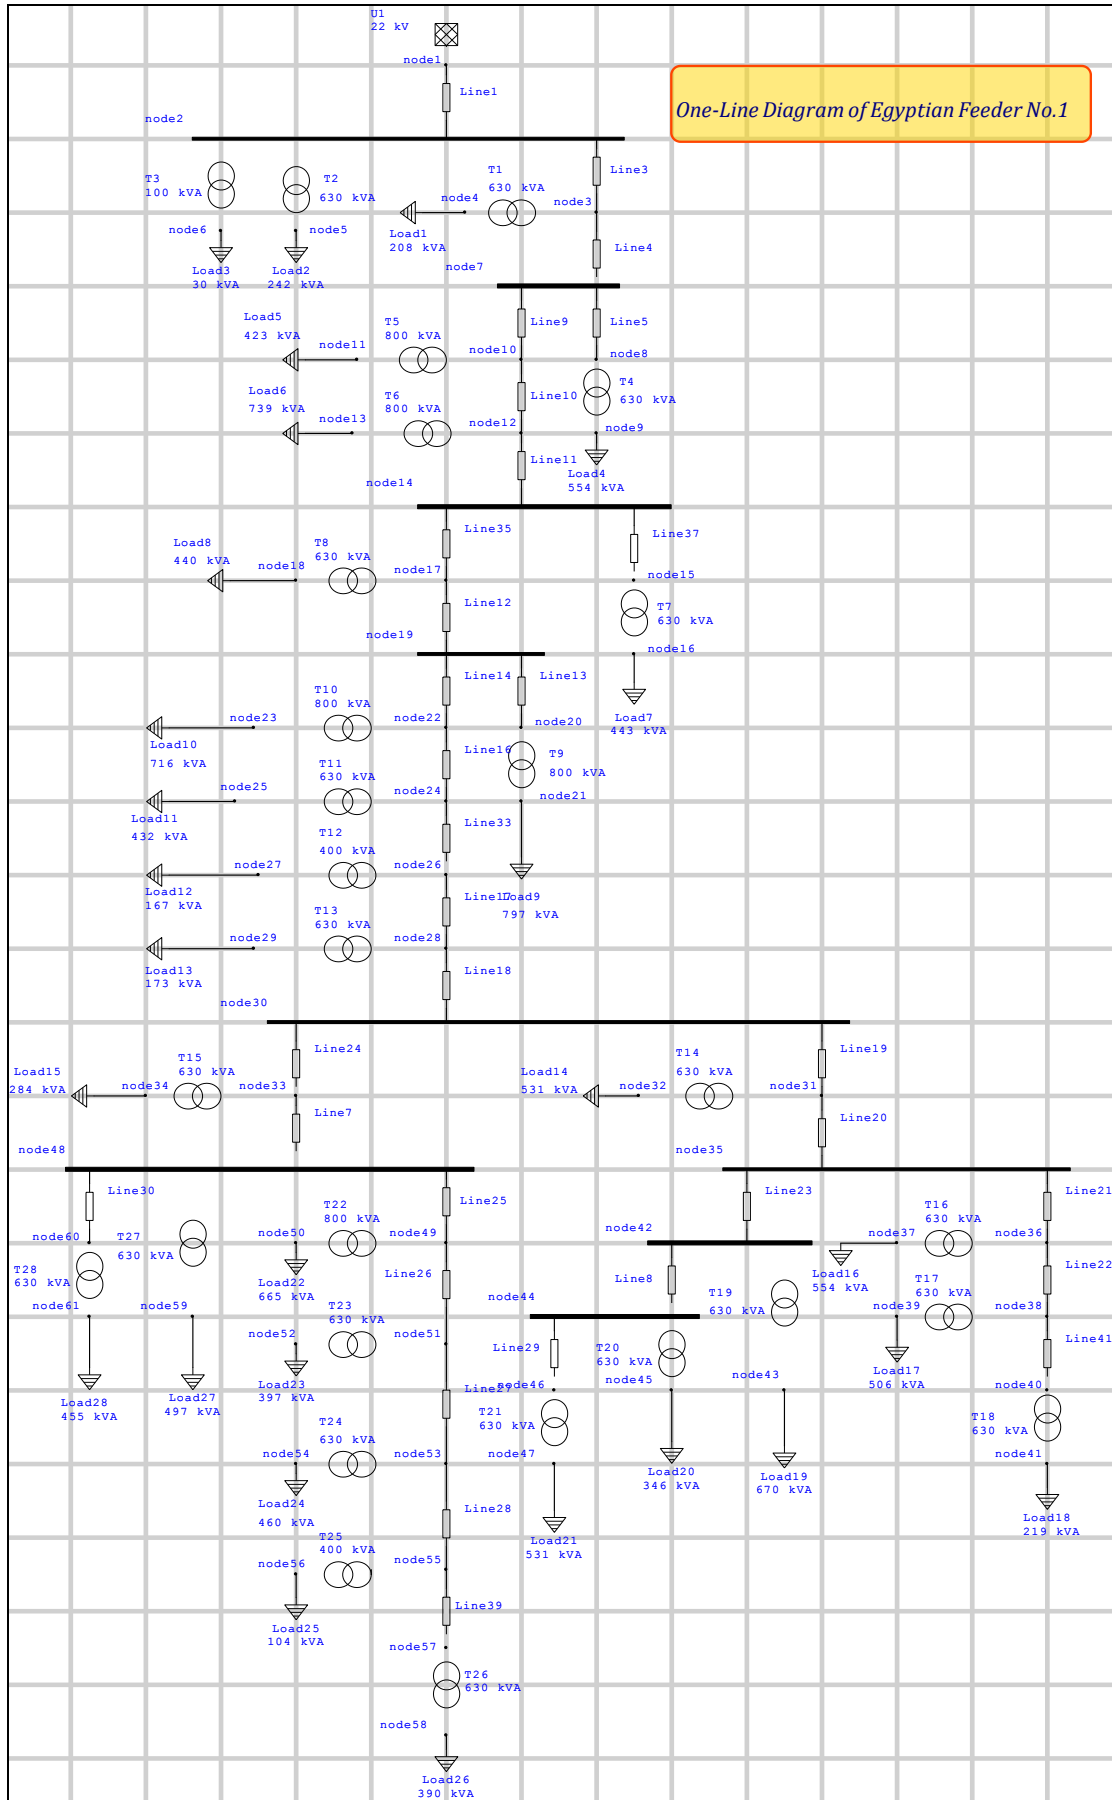 U1
22 kV
node1
Line1
One-Line Diagram of Egyptian Feeder No.1
node2
T3
100 kVA
T2
630 kVA
T1
630 kVA
Line3
node4
node3
node6
node5
Load1
208 kVA
Line4
Load3
30 kVA
Load2
242 kVA
node7
Load5
423 kVA
T5
800 kVA
Line9
Line5
node11
node10
node8
Load6
739 kVA
T6
800 kVA
Line10
T4
630 kVA
node13
node12
node9
Line11
Load4
554 kVA
node14
Line35
Line37
Load8
440 kVA
T8
630 kVA
node18
node17
node15
Line12
T7
630 kVA
node19
node16
Line14
Line13
T10
800 kVA
Load7
443 kVA
node23
node22
node20
Load10
716 kVA
T11
630 kVA
Line16
T9
800 kVA
node25
node24
node21
Load11
432 kVA
T12
400 kVA
Line33
node27
node26
Load12
167 kVA
T13
630 kVA
Line17
Load9
797 kVA
node29
node28
Load13
173 kVA
Line18
node30
Load15
284 kVA
T15
630 kVA
Line24
Load14
531 kVA
T14
630 kVA
Line19
node34
node33
node32
node31
Line7
Line20
node48
node35
Line30
Line25
Line23
Line21
T22
800 kVA
T16
630 kVA
node60
T27
630 kVA
node50
node49
node42
node37
node36
T28
630 kVA
Load22
665 kVA
Line26
Line8
Load16
554 kVA
Line22
T17
630 kVA
node61
node59
T23
630 kVA
node44
T19
630 kVA
node39
node38
node52
node51
Line29
T20
630 kVA
Line41
Load28
455 kVA
Load27
497 kVA
Load23
397 kVA
Line27
node46
node45
node43
Load17
506 kVA
node40
T24
630 kVA
T21
630 kVA
T18
630 kVA
node54
node53
node47
node41
Load24
460 kVA
Line28
Load20
346 kVA
Load19
670 kVA
Load18
219 kVA
T25
400 kVA
Load21
531 kVA
node56
node55
Load25
104 kVA
Line39
node57
T26
630 kVA
node58
Load26
390 kVA